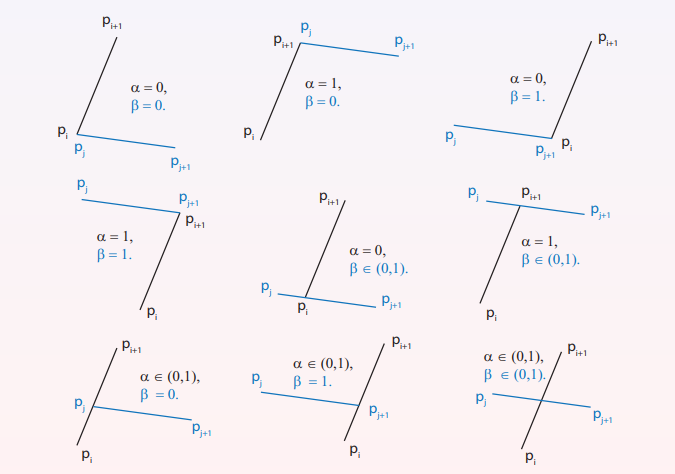 p_{i+1}
α = 0,
β = 0.
p_i
p_j
p_{j+1}
p_j
p_{i+1}
p_{j+1}
α = 1,
β = 0.
p_i
p_{i+1}
α = 0,
β = 1.
p_j
p_{j+1}
p_i
p_j
p_{j+1}
p_{i+1}
α = 1,
β = 1.
p_i
p_{i+1}
α = 0,
β ∈ (0,1).
p_j
p_i
p_{j+1}
p_j
p_{i+1}
p_{j+1}
α = 1,
β ∈ (0,1).
p_i
p_{i+1}
α ∈ (0,1),
β = 0.
p_j
p_{j+1}
p_i
p_{i+1}
α ∈ (0,1),
β = 1.
p_j
p_{j+1}
p_i
α ∈ (0,1),
β ∈ (0,1).
p_{i+1}
p_j
p_{j+1}
p_i